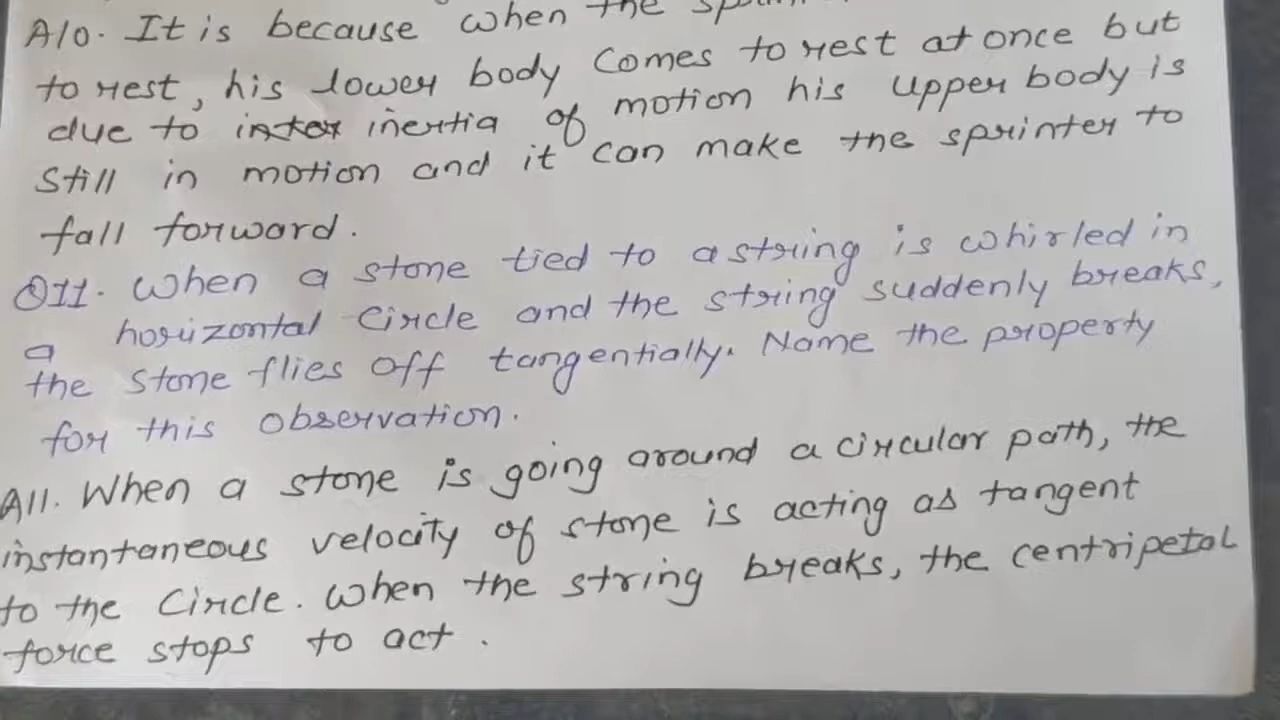 A10. It is because when the
to rest, his lower body comes to rest at once but
due to inertia of motion his upper body is
still in motion and it can make the sprinter to
fall forward.
Q11. When a stone tied to a string is whirled in
a horizontal circle and the string suddenly breaks,
the stone flies off tangentially. Name the property
for this observation.
A11. When a stone is going around a circular path, the
instantaneous velocity of stone is acting as tangent
to the circle. When the string breaks, the centripetal
force stops to act.